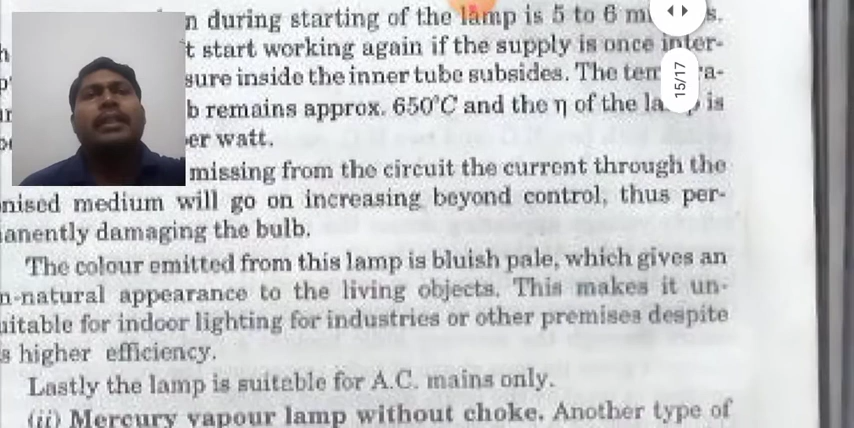 n during starting of the lamp is 5 to 6 mi s.
t start working again if the supply is once inter-
sure inside the inner tube subsides. The tem ra-
b remains approx. 650°C and the η of the la p is
er watt.
missing from the circuit the current through the
nised medium will go on increasing beyond control, thus per-
anently damaging the bulb.
The colour emitted from this lamp is bluish pale, which gives an
n-natural appearance to the living objects. This makes it un-
uitable for indoor lighting for industries or other premises despite
s higher efficiency.
Lastly the lamp is suitable for A.C. mains only.
(ii) Mercury vapour lamp without choke. Another type of
15/17